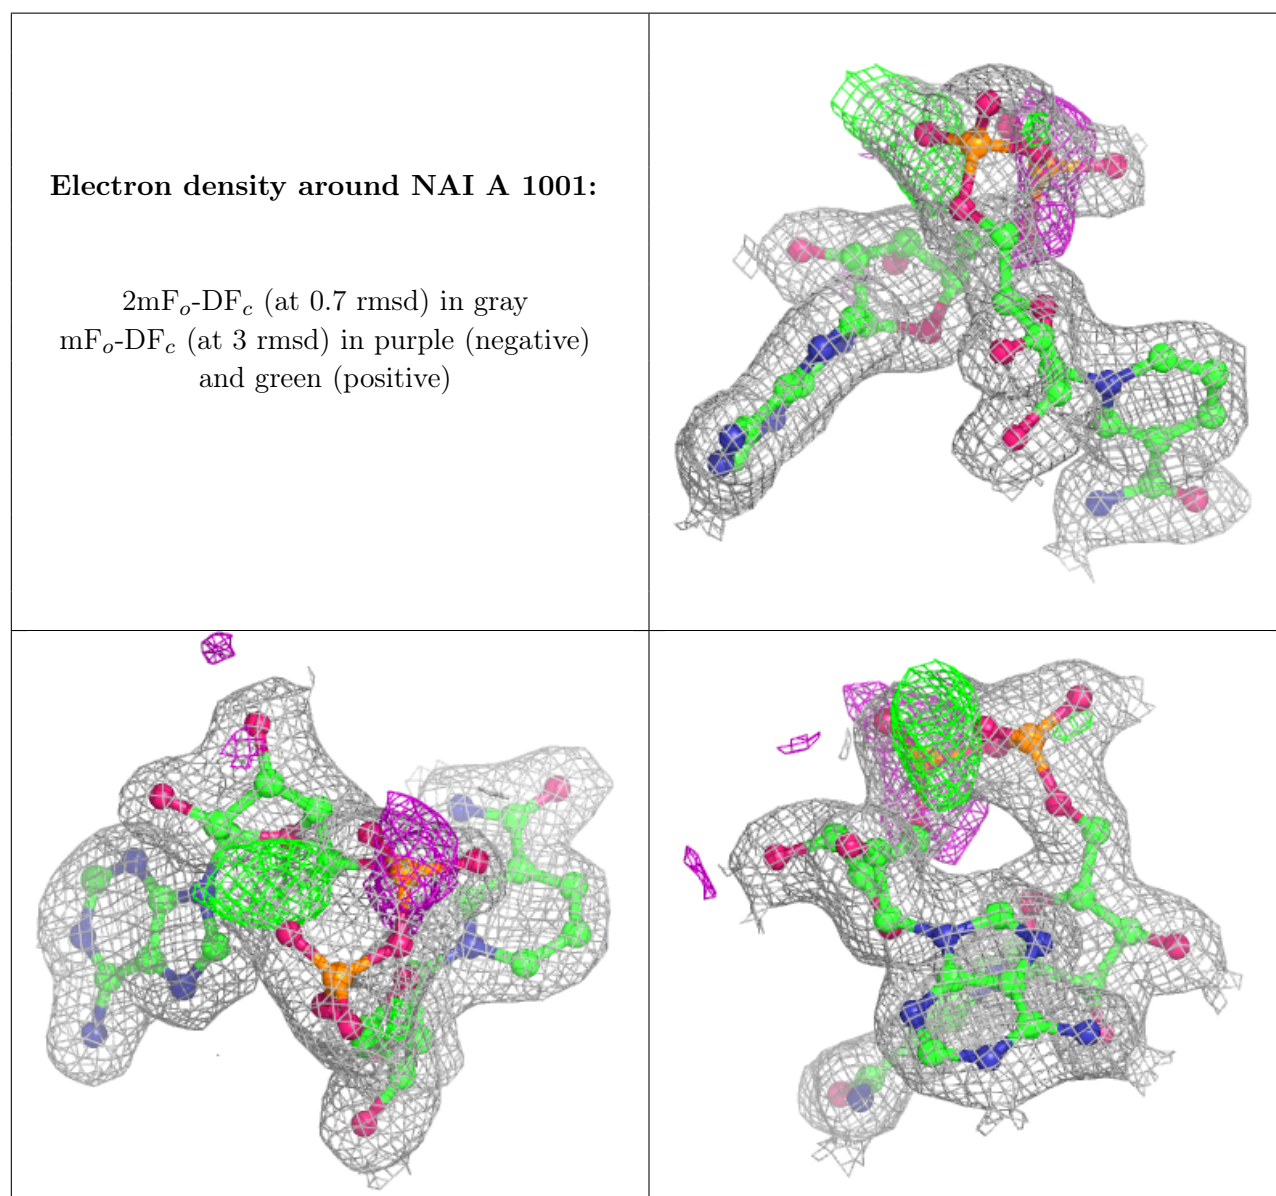 Electron density around NAI A 1001:
2mFo-DFc (at 0.7 rmsd) in gray
mFo-DFc (at 3 rmsd) in purple (negative)
and green (positive)